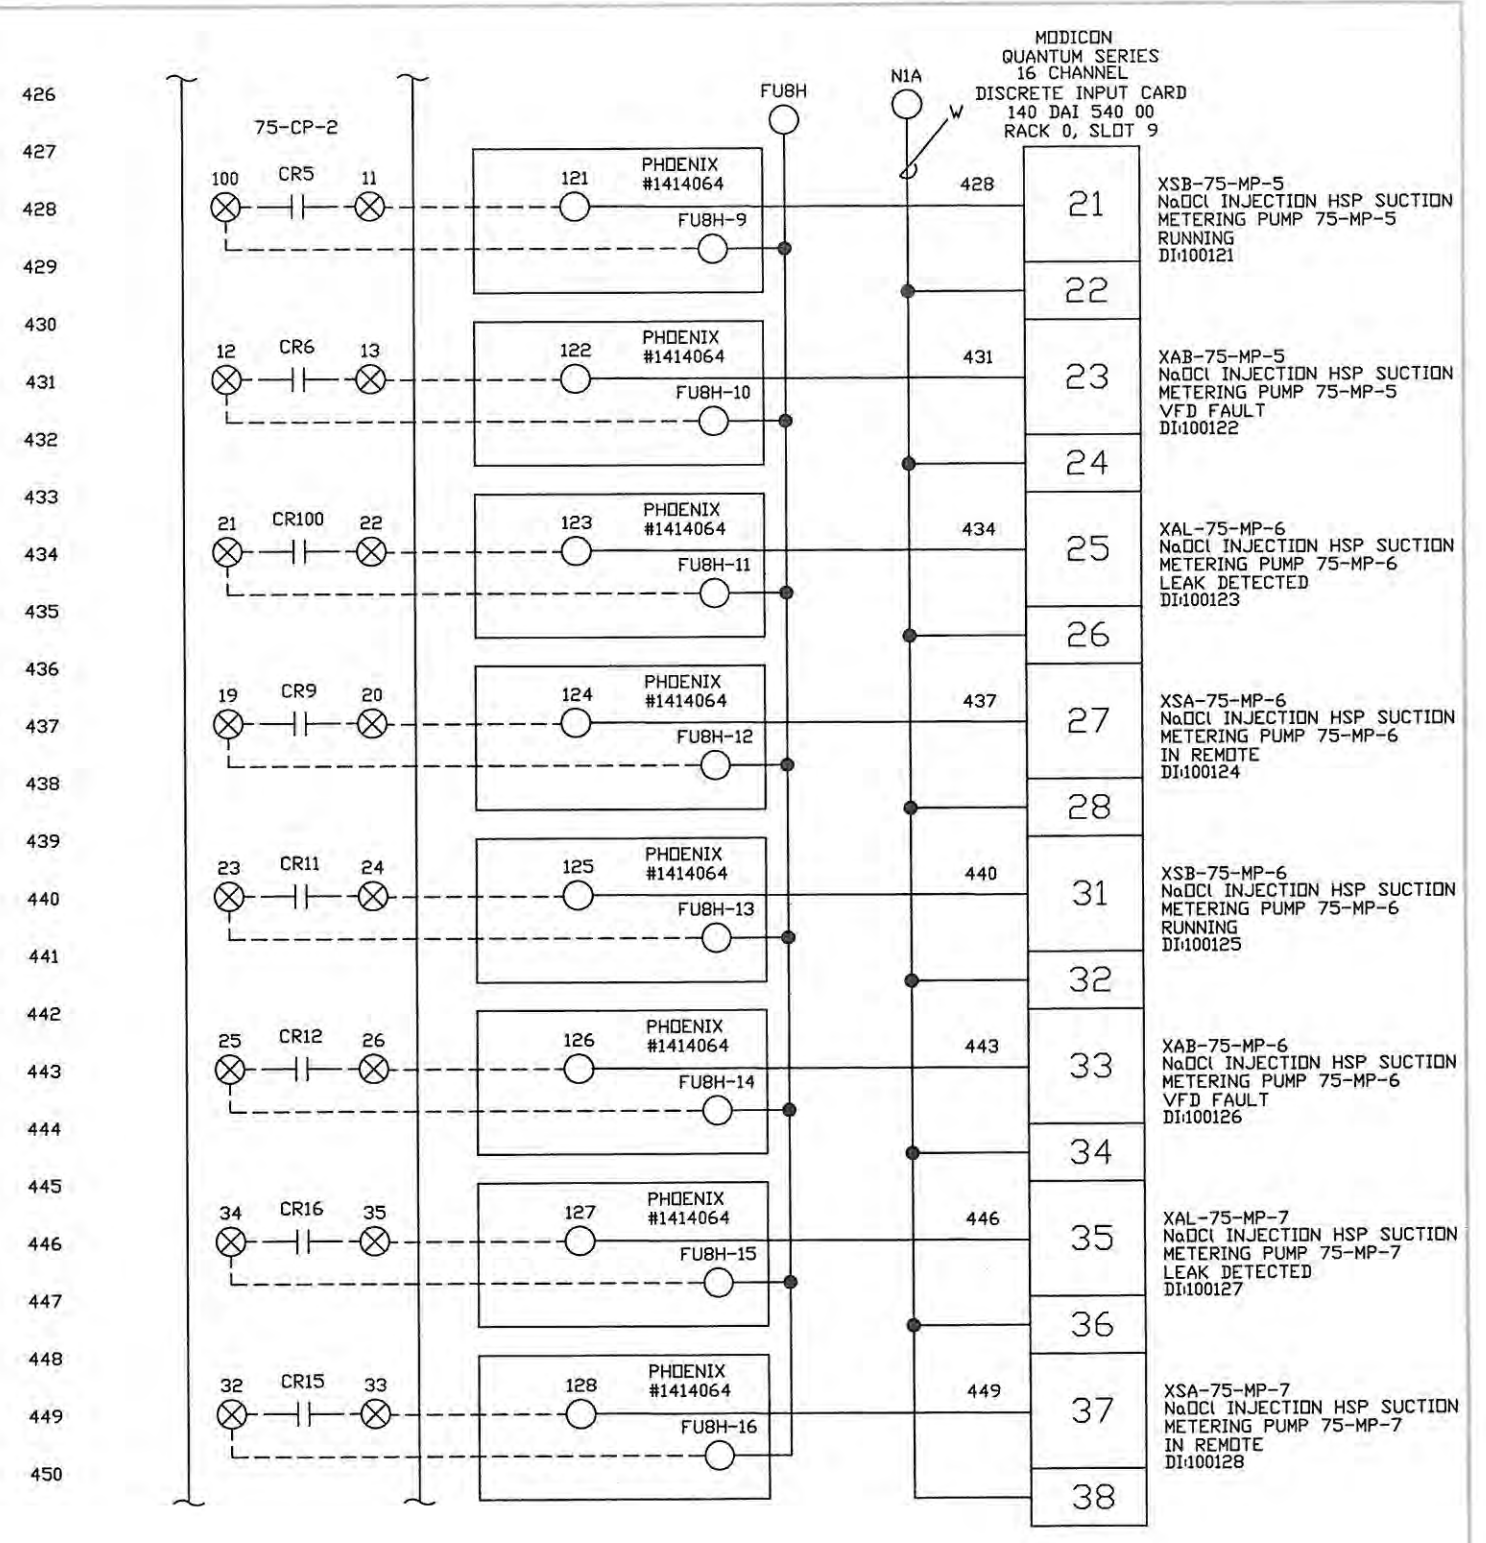 MODICON
QUANTUM SERIES
16 CHANNEL
DISCRETE INPUT CARD
140 DAI 540 00
RACK 0, SLOT 9
FU8H
N1A
W
426
75-CP-2
427
100
CR5
11
121
PHOENIX
#1414064
428
21
428
FU8H-9
XSB-75-MP-5
NaOCl INJECTION HSP SUCTION
METERING PUMP 75-MP-5
RUNNING
DI:100121
429
22
430
12
CR6
13
122
PHOENIX
#1414064
431
23
431
FU8H-10
XAB-75-MP-5
NaOCl INJECTION HSP SUCTION
METERING PUMP 75-MP-5
VFD FAULT
DI:100122
432
24
433
21
CR100
22
123
PHOENIX
#1414064
434
25
434
FU8H-11
XAL-75-MP-6
NaOCl INJECTION HSP SUCTION
METERING PUMP 75-MP-6
LEAK DETECTED
DI:100123
435
26
436
19
CR9
20
124
PHOENIX
#1414064
437
27
437
FU8H-12
XSA-75-MP-6
NaOCl INJECTION HSP SUCTION
METERING PUMP 75-MP-6
IN REMOTE
DI:100124
438
28
439
23
CR11
24
125
PHOENIX
#1414064
440
31
440
FU8H-13
XSB-75-MP-6
NaOCl INJECTION HSP SUCTION
METERING PUMP 75-MP-6
RUNNING
DI:100125
441
32
442
25
CR12
26
126
PHOENIX
#1414064
443
33
443
FU8H-14
XAB-75-MP-6
NaOCl INJECTION HSP SUCTION
METERING PUMP 75-MP-6
VFD FAULT
DI:100126
444
34
445
34
CR16
35
127
PHOENIX
#1414064
446
35
446
FU8H-15
XAL-75-MP-7
NaOCl INJECTION HSP SUCTION
METERING PUMP 75-MP-7
LEAK DETECTED
DI:100127
447
36
448
32
CR15
33
128
PHOENIX
#1414064
449
37
449
FU8H-16
XSA-75-MP-7
NaOCl INJECTION HSP SUCTION
METERING PUMP 75-MP-7
IN REMOTE
DI:100128
450
38